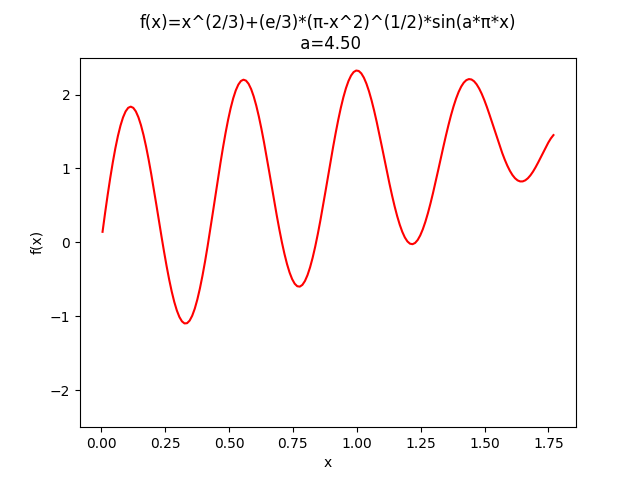 f(x)=x^(2/3)+(e/3)*(π-x^2)^(1/2)*sin(a*π*x)
a=4.50
2
1
0
−1
−2
f(x)
0.00 0.25 0.50 0.75 1.00 1.25 1.50 1.75
x